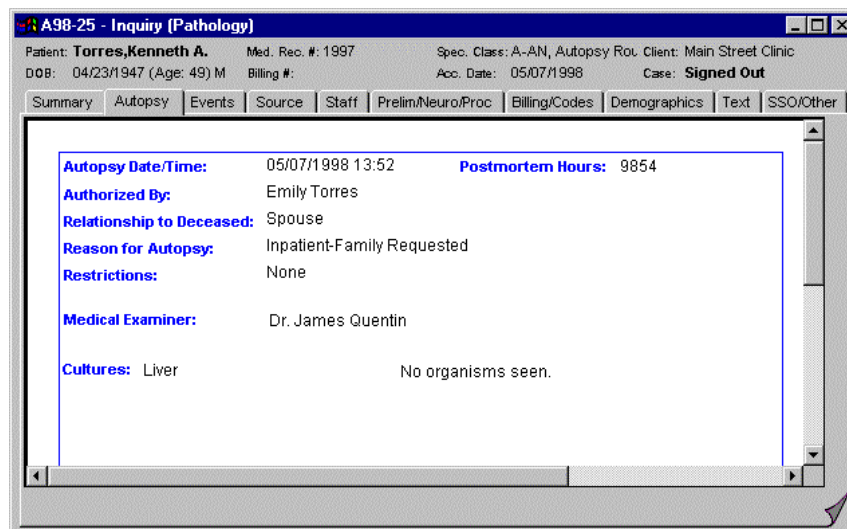 A98-25 - Inquiry (Pathology)
Patient: Torres,Kenneth A. Med. Rec. #: 1997 Spec. Class: A-AN, Autopsy Rou Client: Main Street Clinic
DOB: 04/23/1947 (Age: 49) M Billing #: Acc. Date: 05/07/1998 Case: Signed Out
Summary Autopsy Events Source Staff Prelim/Neuro/Proc Billing/Codes Demographics Text SSO/Other
Autopsy Date/Time: 05/07/1998 13:52 Postmortem Hours: 9854
Authorized By: Emily Torres
Relationship to Deceased: Spouse
Reason for Autopsy: Inpatient-Family Requested
Restrictions: None
Medical Examiner: Dr. James Quentin
Cultures: Liver No organisms seen.